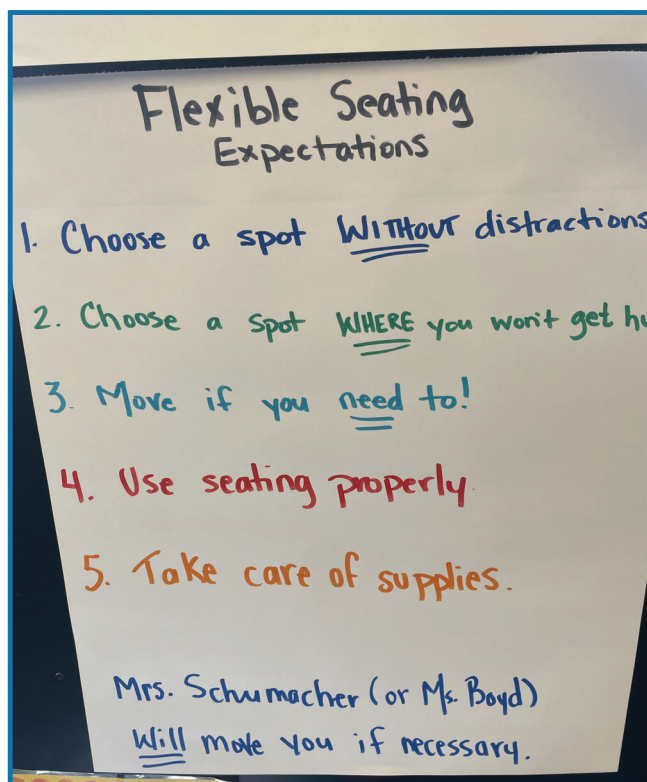 Flexible Seating
Expectations
1. Choose a spot WITHOUT distractions
2. Choose a spot WHERE you won't get
3. Move if you need to!
4. Use seating properly.
5. Take care of supplies.
Mrs. Schumacher (or Ms. Boyd)
Will move you if necessary.